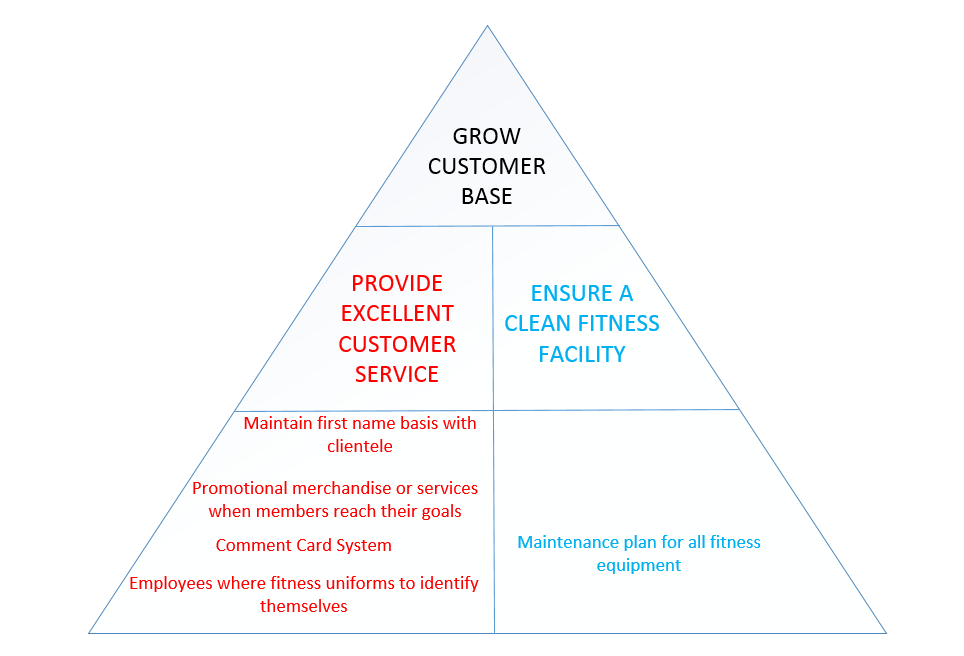 GROW
CUSTOMER
BASE
PROVIDE
EXCELLENT
CUSTOMER
SERVICE
ENSURE A
CLEAN FITNESS
FACILITY
Maintain first name basis with
clientele
Promotional merchandise or services
when members reach their goals
Comment Card System
Employees where fitness uniforms to identify
themselves
Maintenance plan for all fitness
equipment